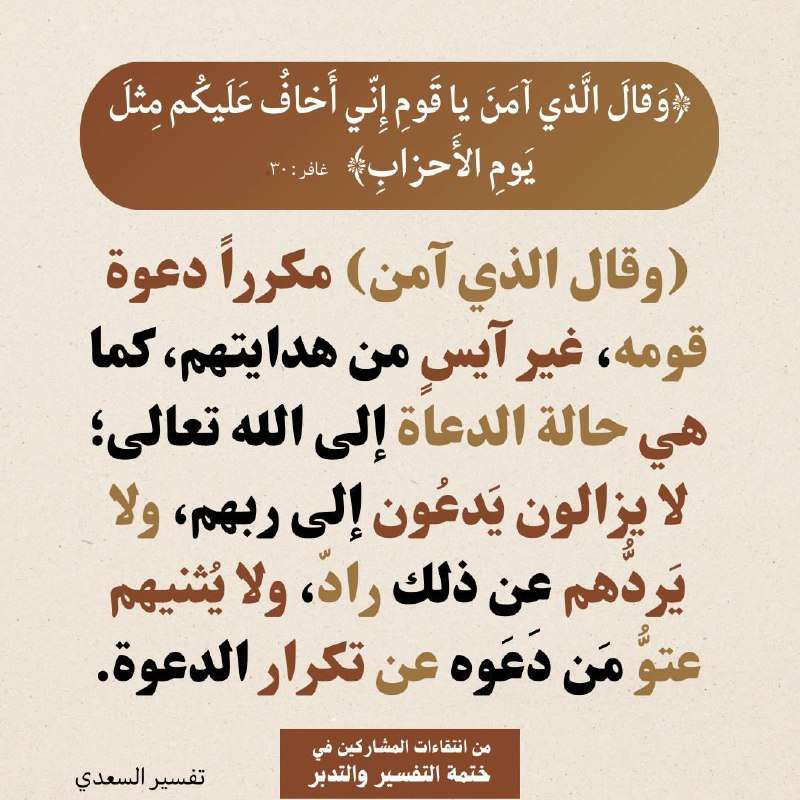 ﴿وَقالَ الَّذي آمَنَ يا قَومِ إِنّي أَخافُ عَلَيكُم مِثلَ
يَومِ الأَحزابِ﴾ غافر: ٣٠
(وقال الذي آمن) مكرراً دعوة
قومه، غير آيسٍ من هدايتهم، كما
هي حالة الدعاة إلى الله تعالى؛
لا يزالون يَدعُون إلى ربهم، ولا
يَردُّهم عن ذلك رادّ، ولا يُثنيهم
عتوُّ مَن دَعَوه عن تكرار الدعوة.
من انتقاءات المشاركين في
ختمة التفسير والتدبر
تفسير السعدي